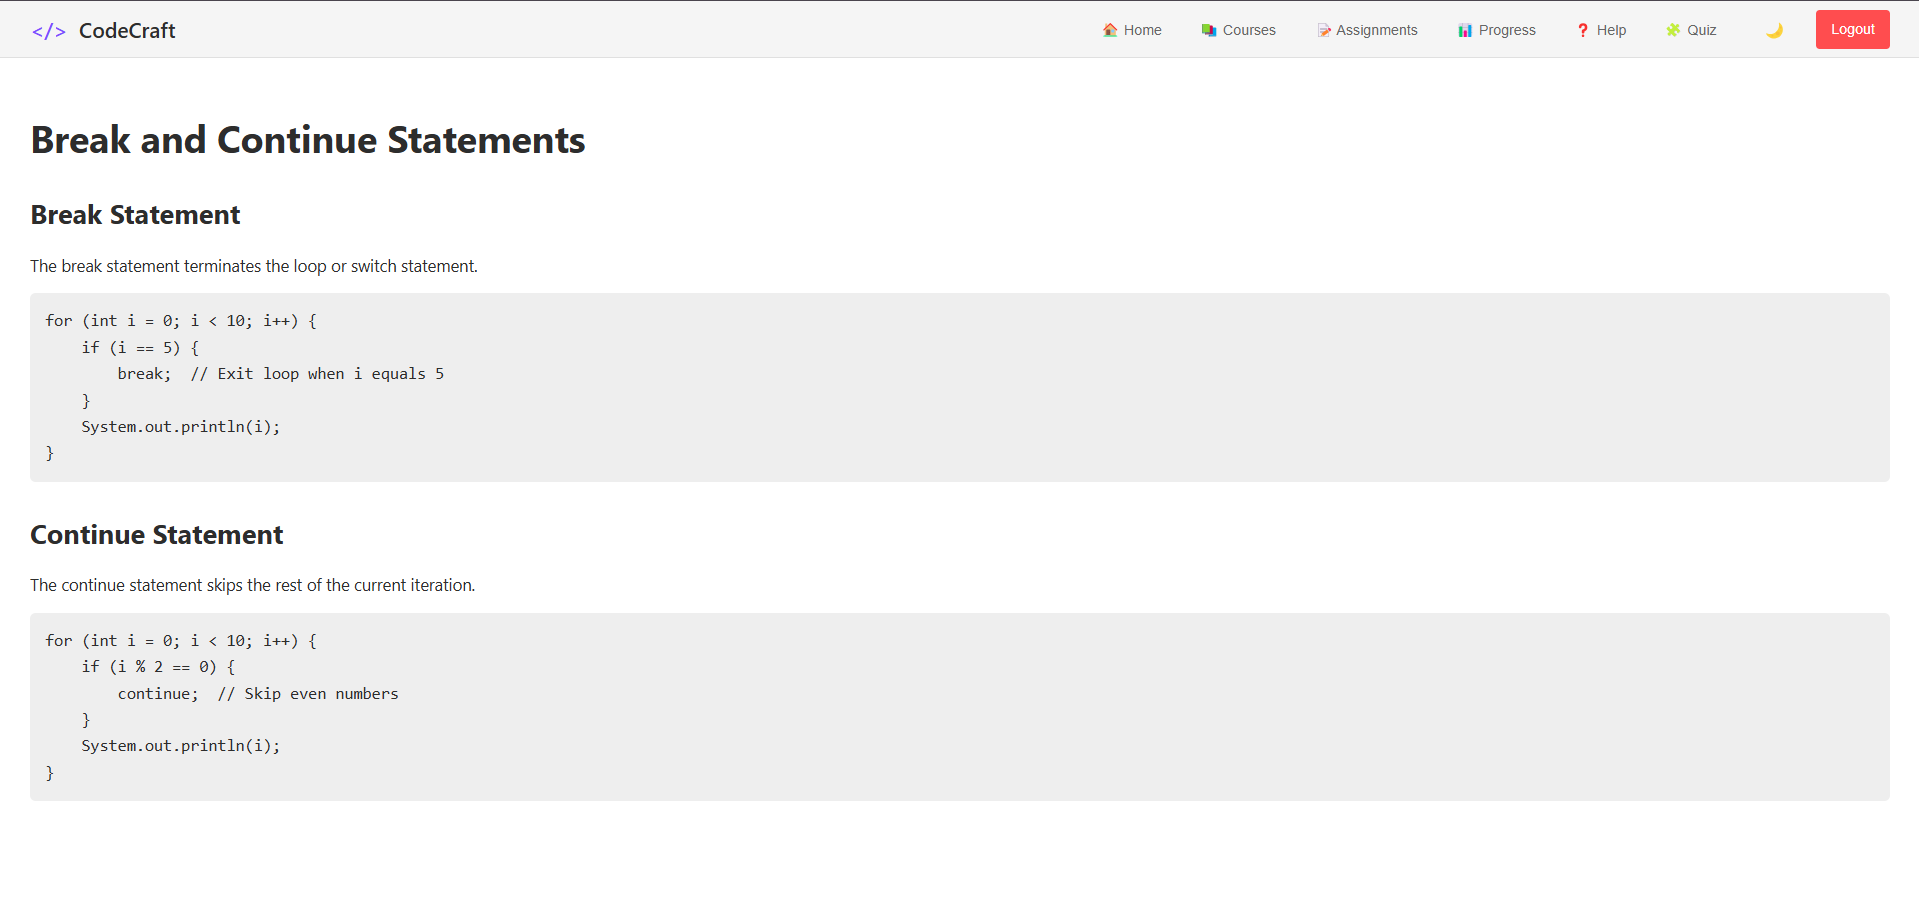 </> CodeCraft
Home Courses Assignments Progress Help Quiz Logout
Break and Continue Statements
Break Statement
The break statement terminates the loop or switch statement.
for (int i = 0; i < 10; i++) {
    if (i == 5) {
        break;  // Exit loop when i equals 5
    }
    System.out.println(i);
}
Continue Statement
The continue statement skips the rest of the current iteration.
for (int i = 0; i < 10; i++) {
    if (i % 2 == 0) {
        continue;  // Skip even numbers
    }
    System.out.println(i);
}